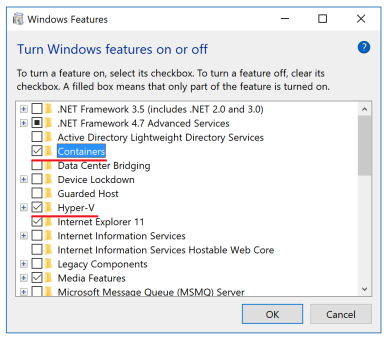 Windows Features
Turn Windows features on or off
To turn a feature on, select its checkbox. To turn a feature off, clear its
checkbox. A filled box means that only part of the feature is turned on.
.NET Framework 3.5 (includes .NET 2.0 and 3.0)
.NET Framework 4.7 Advanced Services
Active Directory Lightweight Directory Services
Containers
Data Center Bridging
Device Lockdown
Guarded Host
Hyper-V
Internet Explorer 11
Internet Information Services
Internet Information Services Hostable Web Core
Legacy Components
Media Features
Microsoft Message Queue (MSMQ) Server
OK
Cancel